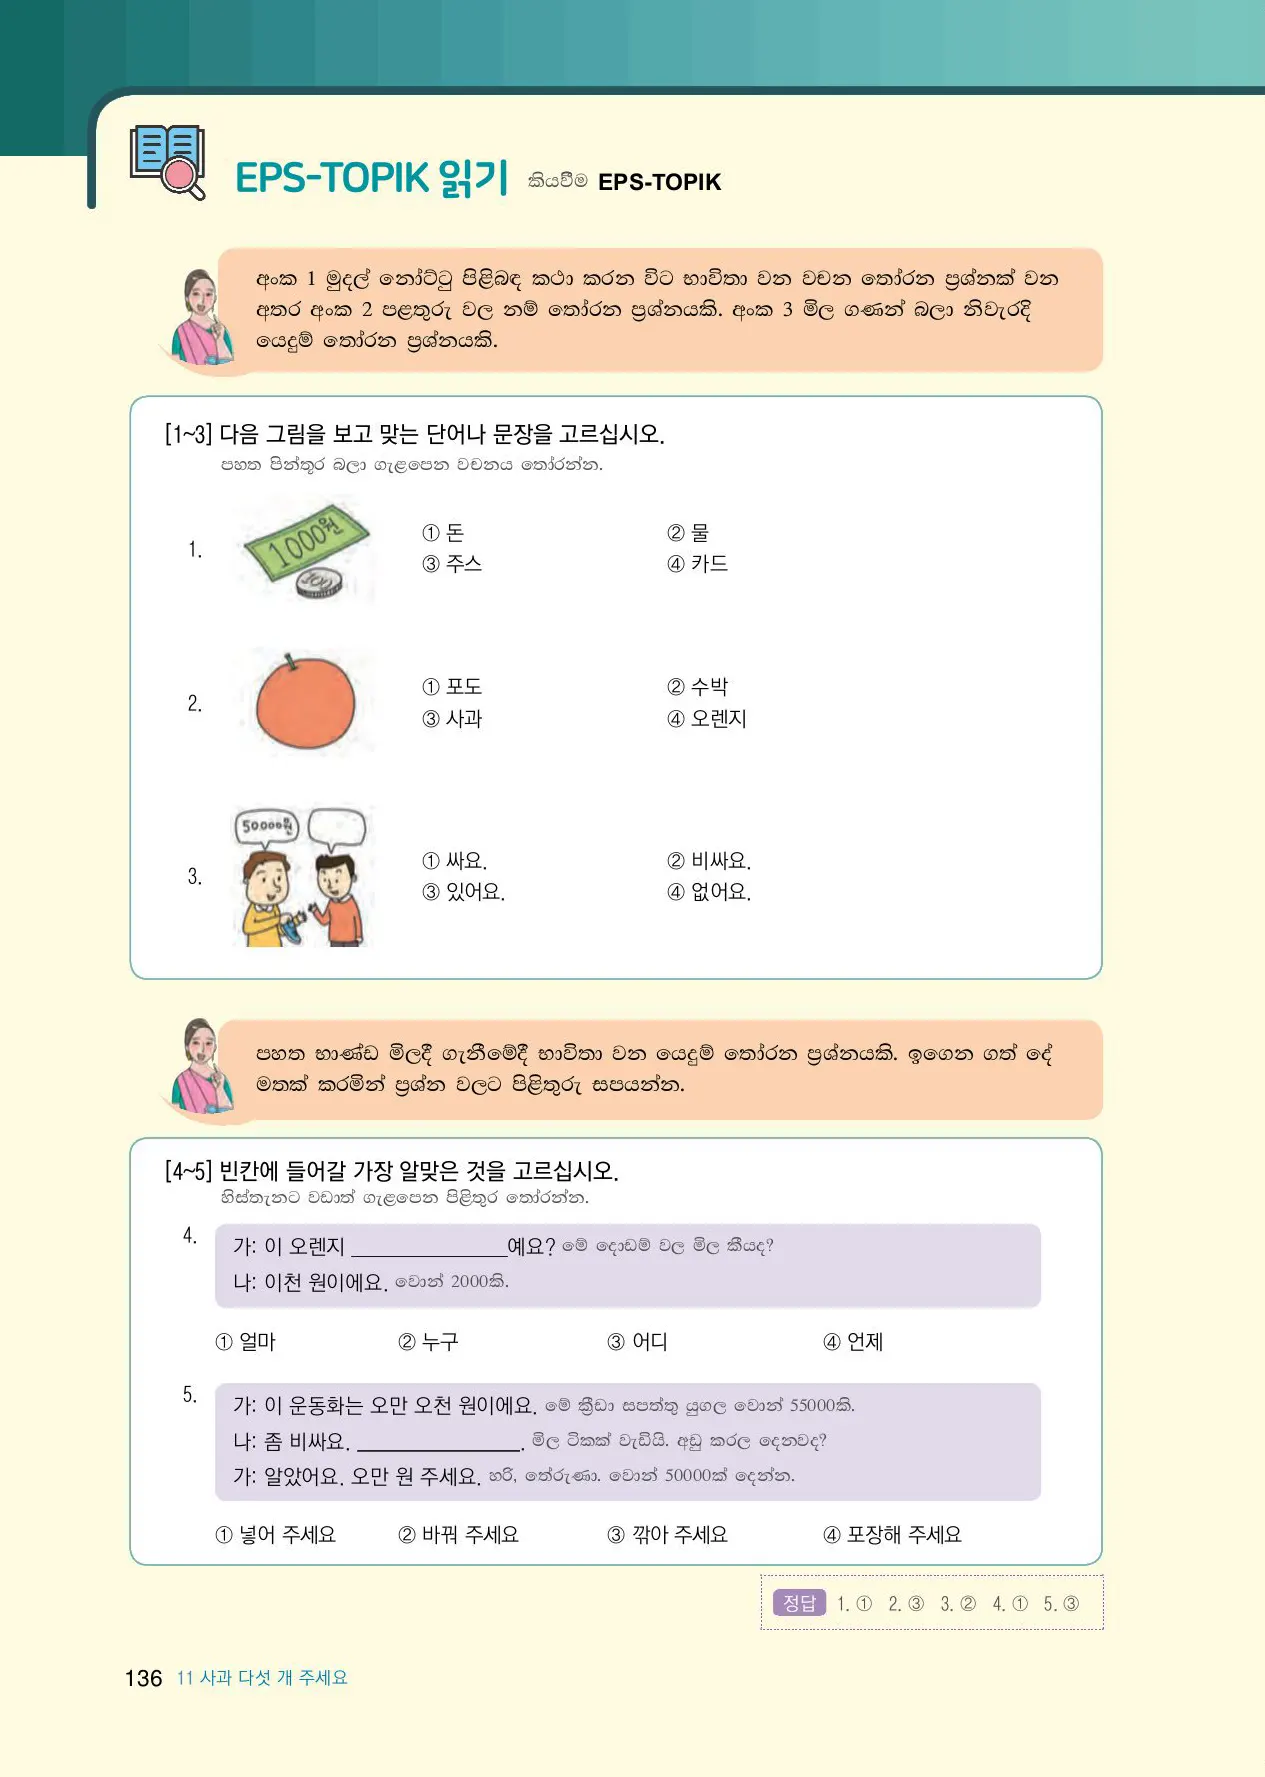 EPS-TOPIK 읽기 කියවීම EPS-TOPIK
අංක 1 මුදල් නෝට්ටු පිළිබඳ කථා කරන විට භාවිතා වන වචන තෝරන ප්‍රශ්නක් වන
අතර අංක 2 පළතුරු වල නම් තෝරන ප්‍රශ්නයකි. අංක 3 මිල ගණන් බලා නිවැරදි
යෙදුම් තෝරන ප්‍රශ්නයකි.
[1~3] 다음 그림을 보고 맞는 단어나 문장을 고르십시오.
පහත පින්තූර බලා ගැළපෙන වචනය තෝරන්න.
1.
1000원
100
① 돈 ② 물
③ 주스 ④ 카드
2.
① 포도 ② 수박
③ 사과 ④ 오렌지
3.
50000원
① 싸요. ② 비싸요.
③ 있어요. ④ 없어요.
පහත භාණ්ඩ මිලදී ගැනීමේදී භාවිතා වන යෙදුම් තෝරන ප්‍රශ්නයකි. ඉගෙන ගත් දේ
මතක් කරමින් ප්‍රශ්න වලට පිළිතුරු සපයන්න.
[4~5] 빈칸에 들어갈 가장 알맞은 것을 고르십시오.
හිස්තැනට වඩාත් ගැළපෙන පිළිතුර තෝරන්න.
4.
가: 이 오렌지 _______________예요? මේ දොඩම් වල මිල කීයද?
나: 이천 원이에요. වොන් 2000කි.
① 얼마 ② 누구 ③ 어디 ④ 언제
5.
가: 이 운동화는 오만 오천 원이에요. මේ ක්‍රීඩා සපත්තු යුගල වොන් 55000කි.
나: 좀 비싸요. _______________. මිල ටිකක් වැඩියි. අඩු කරල දෙනවද?
가: 알았어요. 오만 원 주세요. හරි, තේරුණා. වොන් 50000ක් දෙන්න.
① 넣어 주세요 ② 바꿔 주세요 ③ 깎아 주세요 ④ 포장해 주세요
정답 1. ① 2. ③ 3. ② 4. ① 5. ③
136 11 사과 다섯 개 주세요